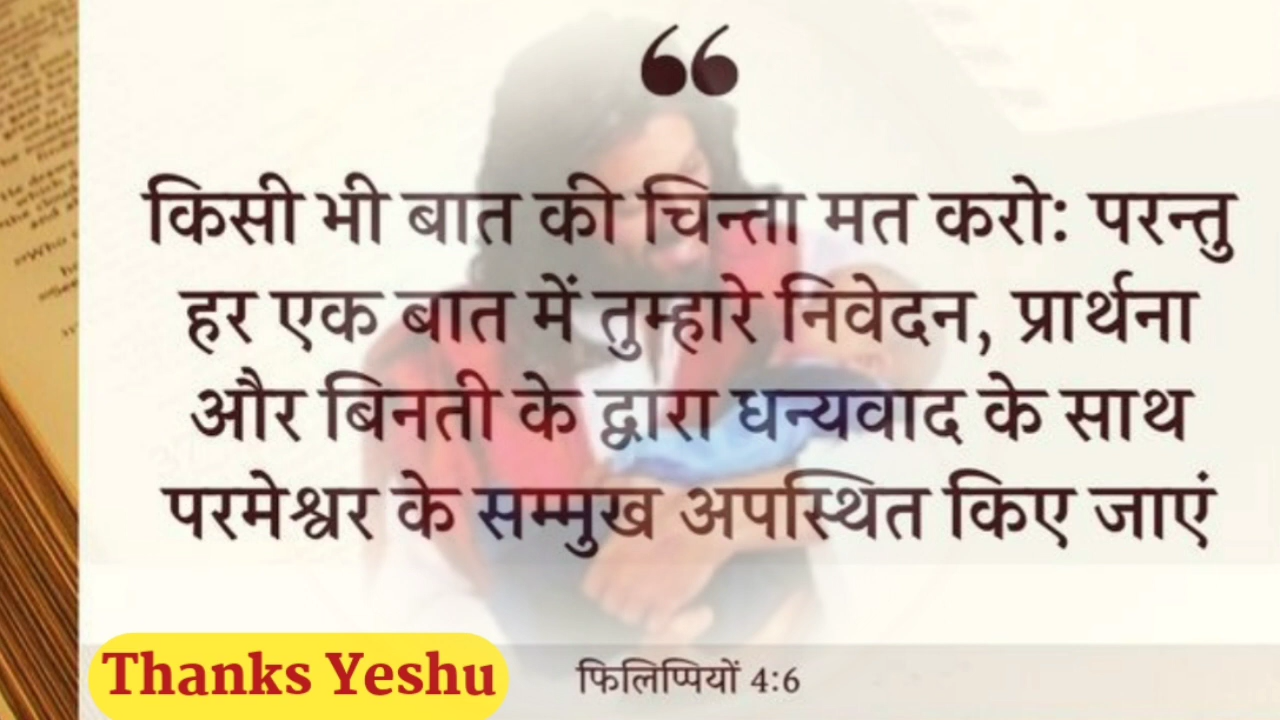 किसी भी बात की चिन्ता मत करो: परन्तु
हर एक बात में तुम्हारे निवेदन, प्रार्थना
और बिनती के द्वारा धन्यवाद के साथ
परमेश्वर के सम्मुख अपस्थित किए जाएं
Thanks Yeshu
फिलिप्पियों 4:6